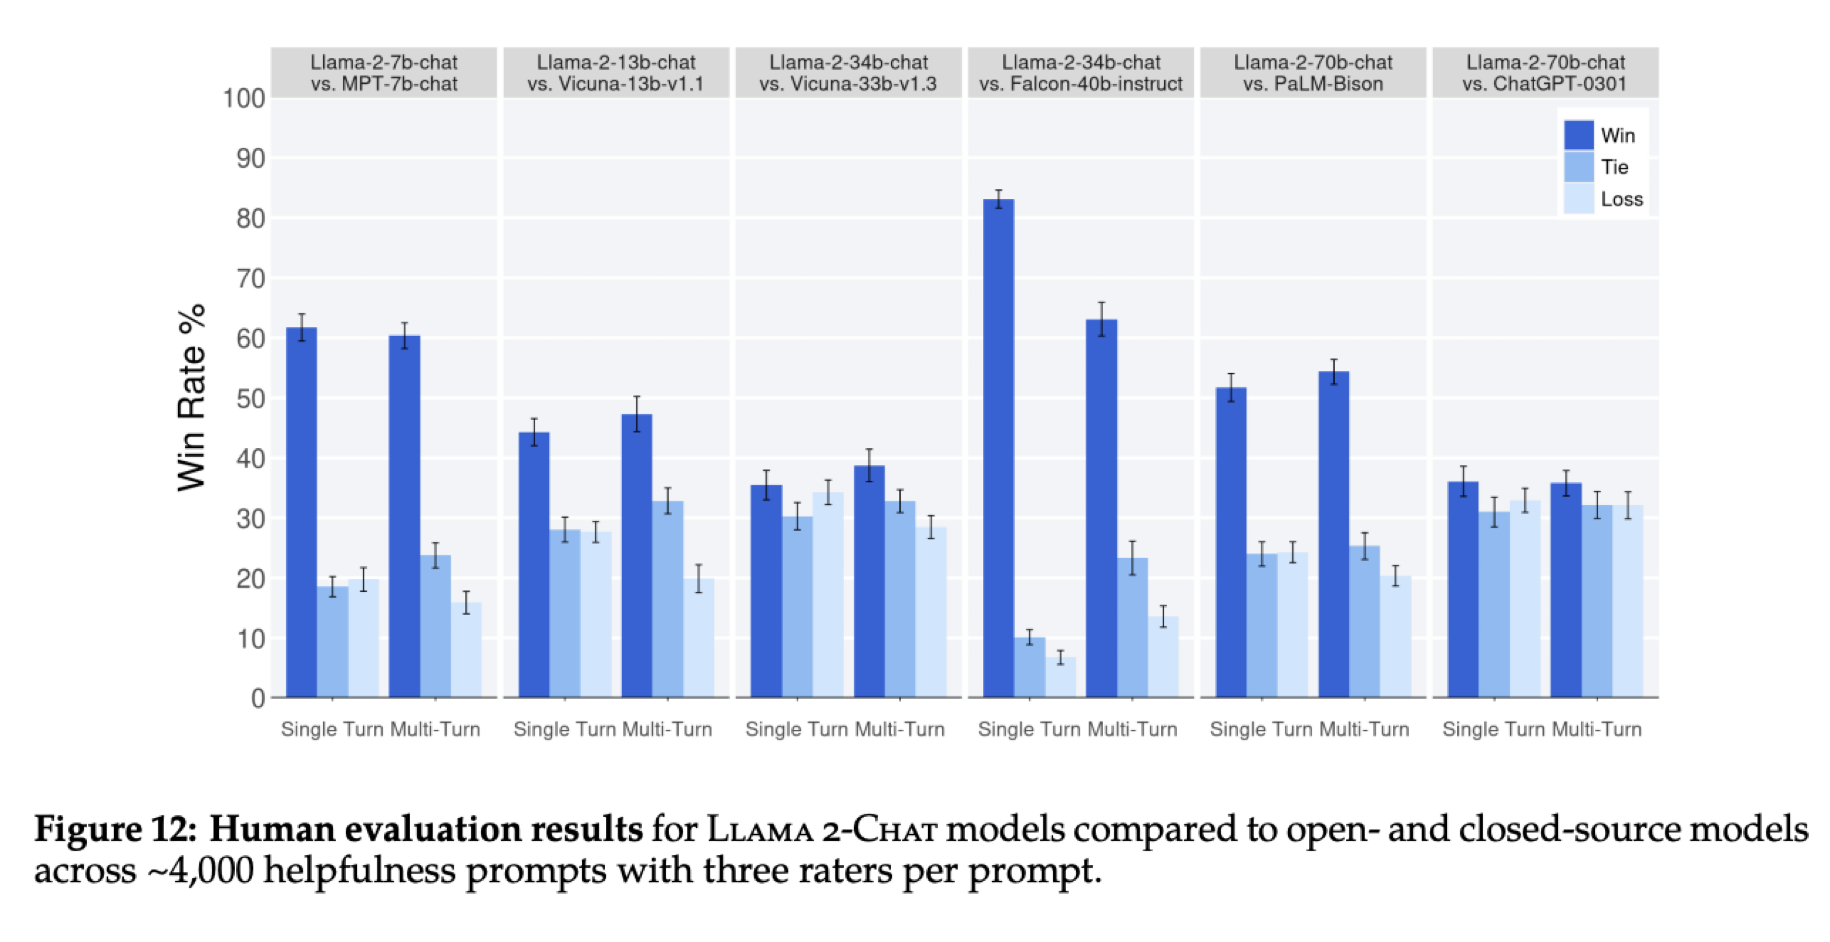 Llama-2-7b-chat
vs. MPT-7b-chat
Llama-2-13b-chat
vs. Vicuna-13b-v1.1
Llama-2-34b-chat
vs. Vicuna-33b-v1.3
Llama-2-34b-chat
vs. Falcon-40b-instruct
Llama-2-70b-chat
vs. PaLM-Bison
Llama-2-70b-chat
vs. ChatGPT-0301
Win
Tie
Loss
Win Rate %
100
90
80
70
60
50
40
30
20
10
0
Single Turn Multi-Turn
Single Turn Multi-Turn
Single Turn Multi-Turn
Single Turn Multi-Turn
Single Turn Multi-Turn
Single Turn Multi-Turn
Figure 12: Human evaluation results for LLAMA 2-CHAT models compared to open- and closed-source models
across ~4,000 helpfulness prompts with three raters per prompt.